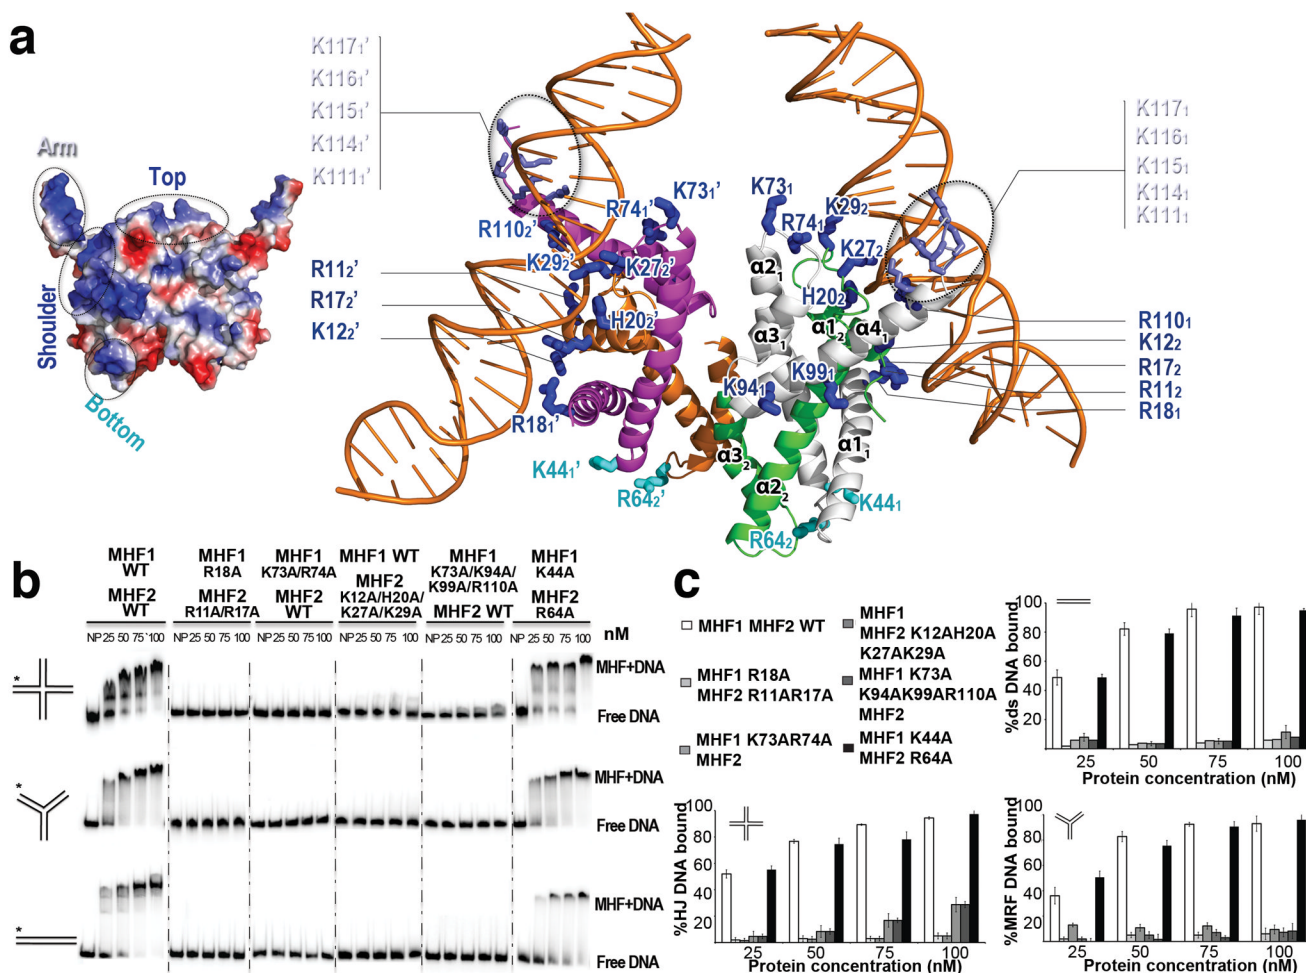 a
Arm
Top
Shoulder
Bottom
K117₁'
K116₁'
K115₁'
K114₁'
K111₁'
R11₂'
R17₂'
K12₂'
R110₂'
K29₂'
R74₁'
K73₁'
K27₂'
H20₂'
R18₁'
K44₁'
R64₂'
K73₁
R74₁
K29₂
K27₂
H20₂
α2₁
α3₁
α1₂
α4₁
K94₁
K99₁
α3₂
α2₂
α1₁
K44₁
R64₂
K117₁
K116₁
K115₁
K114₁
K111₁
R110₁
K12₂
R17₂
R11₂
R18₁
b
MHF1 WT
MHF2 WT
MHF1 R18A
MHF2 R11A/R17A
MHF1 K73A/R74A
MHF2 WT
MHF1 WT
MHF2 K12A/H20A/
K27A/K29A
MHF1 K73A/K94A/
K99A/R110A
MHF2 WT
MHF1 K44A
MHF2 R64A
NP 25 50 75 100 NP 25 50 75 100 NP 25 50 75 100 NP 25 50 75 100 NP 25 50 75 100 NP 25 50 75 100 nM
*
MHF+DNA
Free DNA
*
MHF+DNA
Free DNA
*
MHF+DNA
Free DNA
c
MHF1 MHF2 WT
MHF1 R18A
MHF2 R11AR17A
MHF1 K73AR74A
MHF2
MHF1
MHF2 K12AH20A
K27AK29A
MHF1 K73A
K94AK99AR110A
MHF2
MHF1 K44A
MHF2 R64A
%ds DNA bound
100
80
60
40
20
25 50 75 100
Protein concentration (nM)
%HJ DNA bound
100
80
60
40
20
25 50 75 100
Protein concentration (nM)
%MRF DNA bound
100
80
60
40
20
25 50 75 100
Protein concentration (nM)